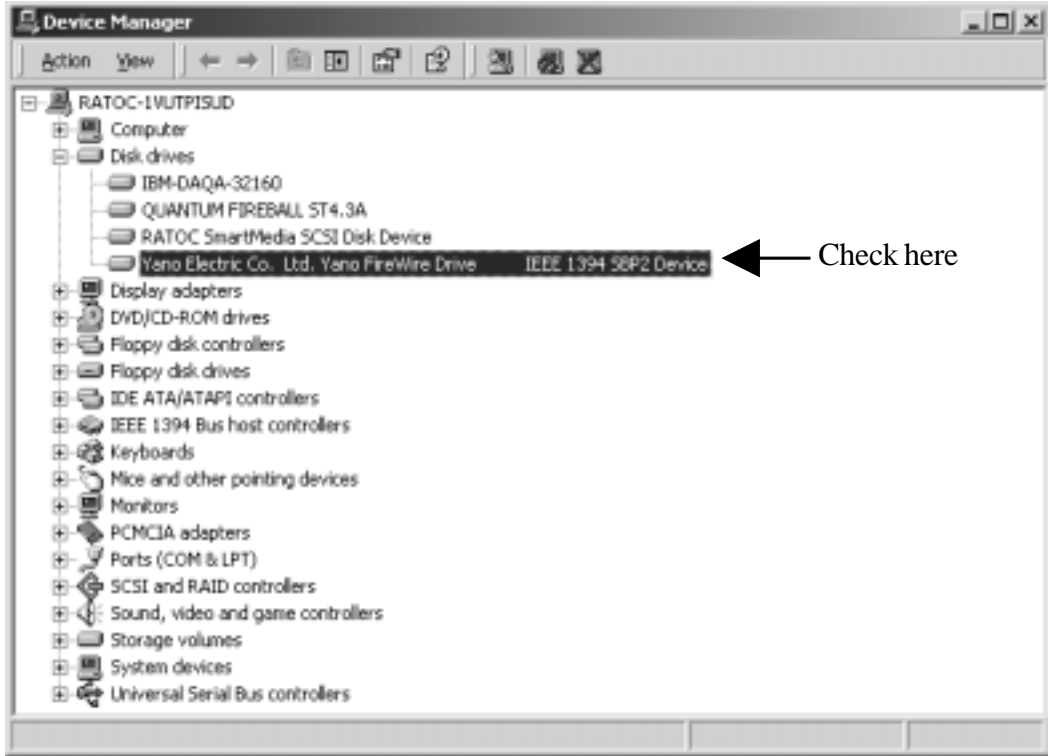 Device Manager
Action View
RATOC-1VUTPISUD
Computer
Disk drives
IBM-DAQA-32160
QUANTUM FIREBALL ST4.3A
RATOC SmartMedia SCSI Disk Device
Yano Electric Co. Ltd. Yano FireWire Drive IEEE 1394 SBP2 Device
Check here
Display adapters
DVD/CD-ROM drives
Floppy disk controllers
Floppy disk drives
IDE ATA/ATAPI controllers
IEEE 1394 Bus host controllers
Keyboards
Mice and other pointing devices
Monitors
PCMCIA adapters
Ports (COM & LPT)
SCSI and RAID controllers
Sound, video and game controllers
Storage volumes
System devices
Universal Serial Bus controllers